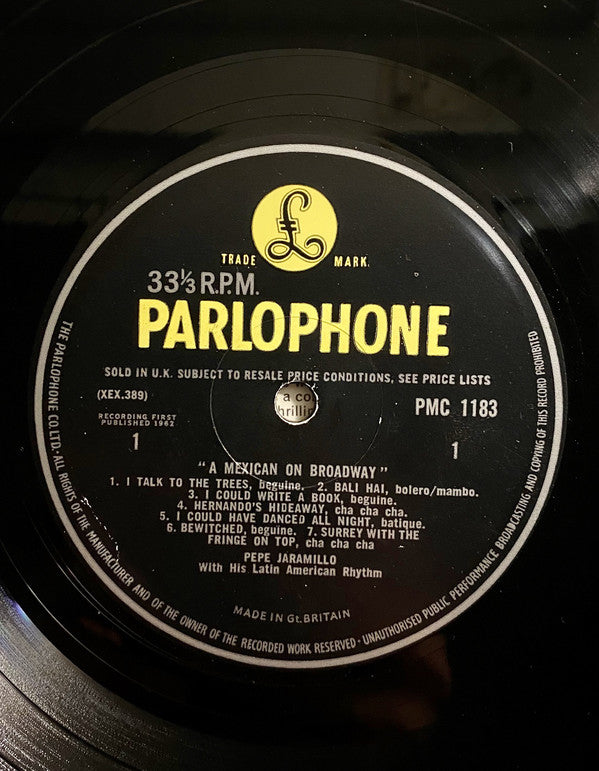 £
TRADE MARK.
33⅓ R.P.M.
PARLOPHONE
SOLD IN U.K. SUBJECT TO RESALE PRICE CONDITIONS, SEE PRICE LISTS
(XEX.389)
PMC 1183
RECORDING FIRST
PUBLISHED 1962
1
1
"A MEXICAN ON BROADWAY"
1. I TALK TO THE TREES, beguine. 2. BALI HAI, bolero/mambo.
3. I COULD WRITE A BOOK, beguine.
4. HERNANDO'S HIDEAWAY, cha cha cha.
5. I COULD HAVE DANCED ALL NIGHT, batique.
6. BEWITCHED, beguine. 7. SURREY WITH THE
FRINGE ON TOP, cha cha cha
PEPE JARAMILLO
With His Latin American Rhythm
MADE IN Gt. BRITAIN
THE PARLOPHONE CO. LTD. · ALL RIGHTS OF THE MANUFACTURER AND OF THE OWNER OF THE RECORDED WORK RESERVED · UNAUTHORISED PUBLIC PERFORMANCE BROADCASTING AND COPYING OF THIS RECORD PROHIBITED